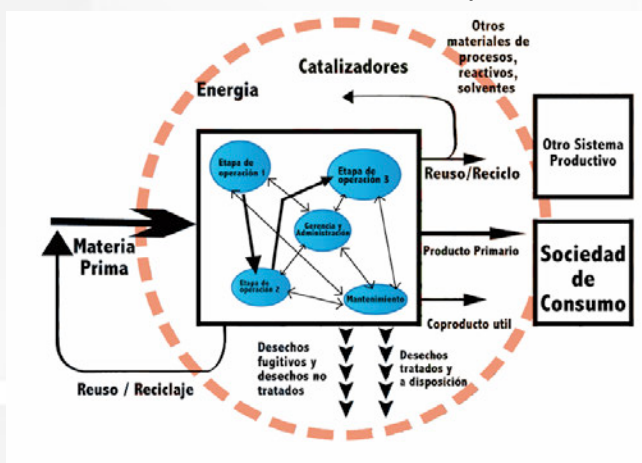 Otros
materiales de
procesos,
reactivos,
solventes
Catalizadores
Energia
Etapa de
operación 1
Etapa de
operación 3
Gerencia y
Administración
Etapa
de operación 2
Mantenimiento
Materia
Prima
Reuso / Reciclaje
Reuso/Reciclo
Producto Primario
Coproducto util
Otro Sistema
Productivo
Sociedad
de
Consumo
Desechos
fugitivos y
desechos no
tratados
Desechos
tratados y
a disposición